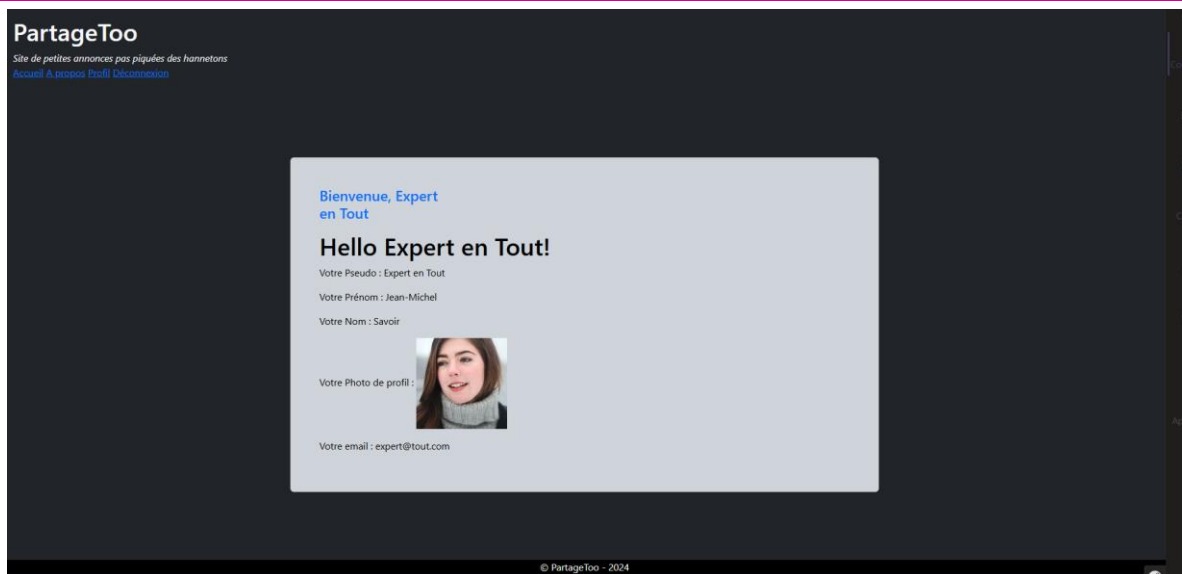 PartageToo
Site de petites annonces pas piquées des hannetons
Accueil A propos Profil Déconnexion
Bienvenue, Expert
en Tout
Hello Expert en Tout!
Votre Pseudo : Expert en Tout
Votre Prénom : Jean-Michel
Votre Nom : Savoir
Votre Photo de profil :
Votre email : expert@tout.com
© PartageToo - 2024